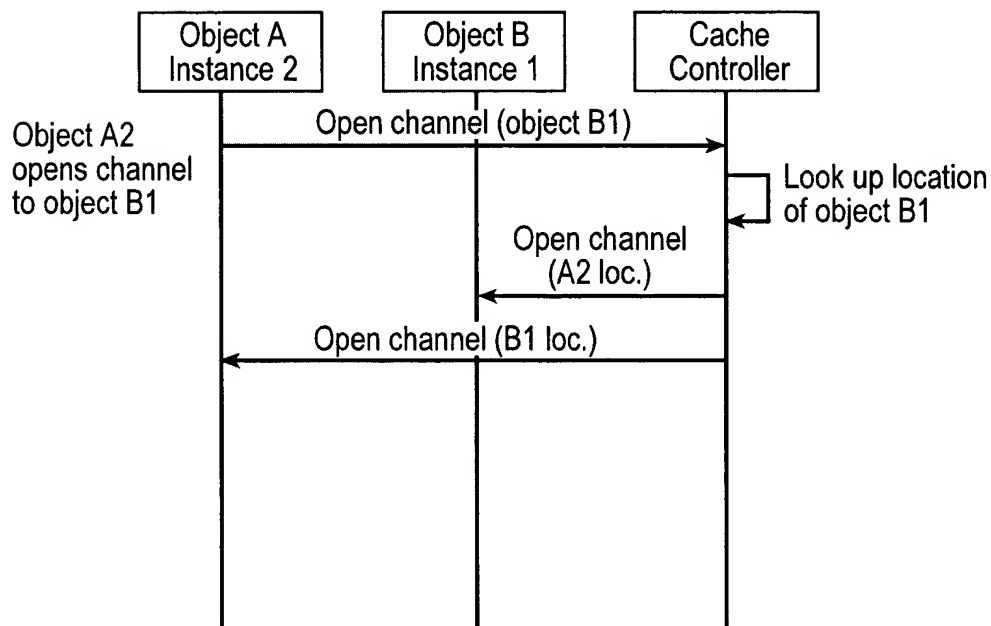 Object A
Instance 2
Object B
Instance 1
Cache
Controller
Object A2
opens channel
to object B1
Open channel (object B1)
Look up location
of object B1
Open channel
(A2 loc.)
Open channel (B1 loc.)